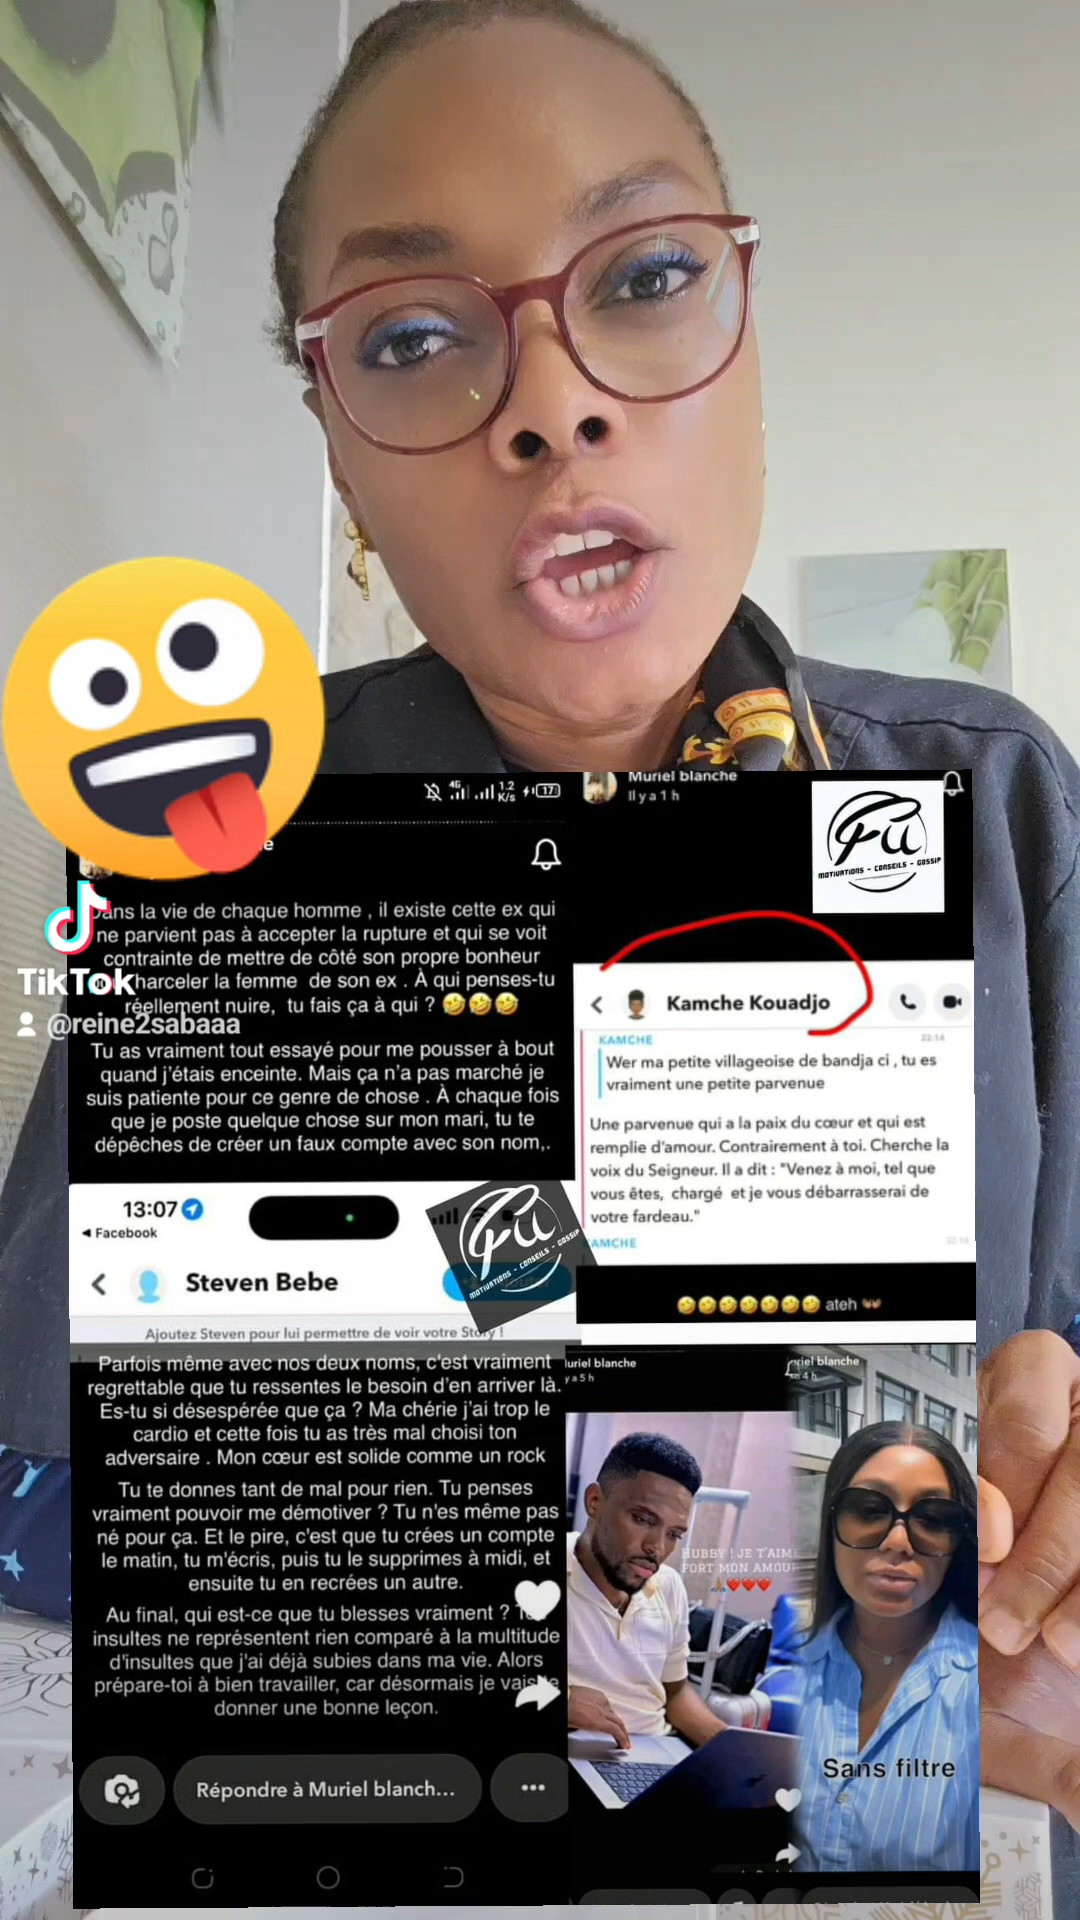 4G 1.2 K/s 17
e
Dans la vie de chaque homme , il existe cette ex qui
ne parvient pas à accepter la rupture et qui se voit
contrainte de mettre de côté son propre bonheur
harceler la femme de son ex . À qui penses-tu
réellement nuire, tu fais ça à qui ? 🤣🤣🤣
Tu as vraiment tout essayé pour me pousser à bout
quand j'étais enceinte. Mais ça n'a pas marché je
suis patiente pour ce genre de chose . À chaque fois
que je poste quelque chose sur mon mari, tu te
dépêches de créer un faux compte avec son nom,.
TikTok
@reine2sabaaa
13:07
◄ Facebook
Steven Bebe
Ajoutez Steven pour lui permettre de voir votre Story !
MOTIVATIONS - CONSEILS - GOSSIP
Parfois même avec nos deux noms, c'est vraiment
regrettable que tu ressentes le besoin d'en arriver là.
Es-tu si désespérée que ça ? Ma chérie j'ai trop le
cardio et cette fois tu as très mal choisi ton
adversaire . Mon cœur est solide comme un rock
Tu te donnes tant de mal pour rien. Tu penses
vraiment pouvoir me démotiver ? Tu n'es même pas
né pour ça. Et le pire, c'est que tu crées un compte
le matin, tu m'écris, puis tu le supprimes à midi, et
ensuite tu en recrées un autre.
Au final, qui est-ce que tu blesses vraiment ?
insultes ne représentent rien comparé à la multitude
d'insultes que j'ai déjà subies dans ma vie. Alors
prépare-toi à bien travailler, car désormais je vais
donner une bonne leçon.
Répondre à Muriel blanch...
Muriel blanche
Il y a 1 h
MOTIVATIONS - CONSEILS - GOSSIP
Kamche Kouadjo
KAMCHE 22:14
Wer ma petite villageoise de bandja ci , tu es
vraiment une petite parvenue
Une parvenue qui a la paix du cœur et qui est
remplie d'amour. Contrairement à toi. Cherche la
voix du Seigneur. Il a dit : "Venez à moi, tel que
vous êtes, chargé et je vous débarrasserai de
votre fardeau."
KAMCHE
🤣🤣🤣🤣🤣🤣🤣 ateh 👐🏾
uriel blanche
y a 5 h
HUBBY ! JE T'AIME
FORT MON AMOUR
🙏🏽❤️❤️❤️
riel blanche
4 h
Sans filtre